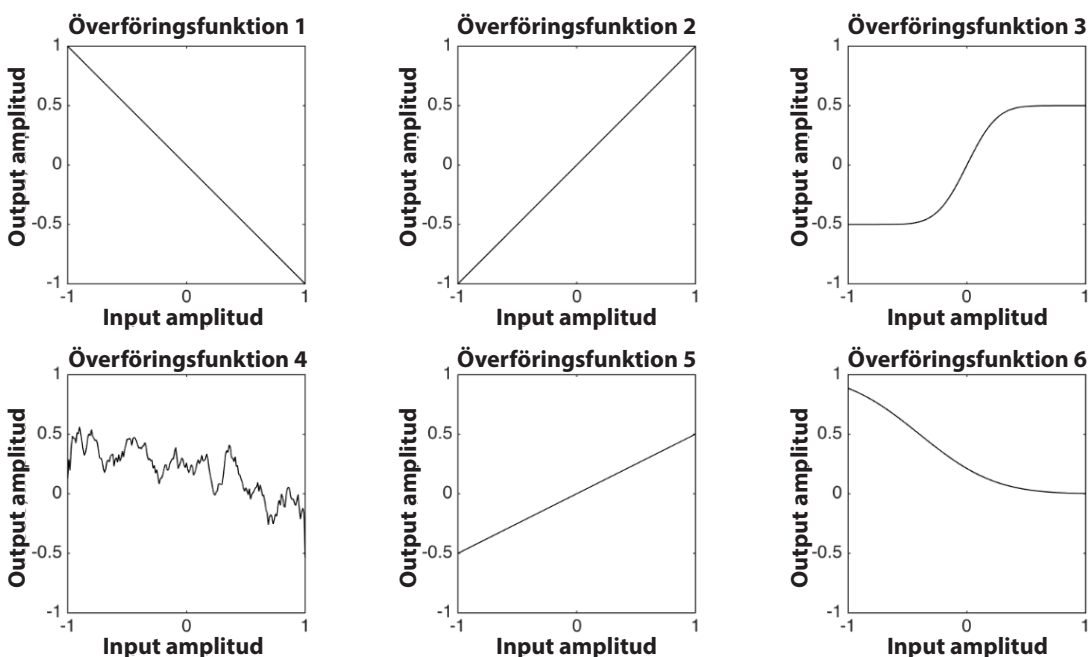 Överföringsfunktion 1
1
0.5
0
-0.5
-1
-1 0 1
Output amplitud
Input amplitud
Överföringsfunktion 2
1
0.5
0
-0.5
-1
-1 0 1
Output amplitud
Input amplitud
Överföringsfunktion 3
1
0.5
0
-0.5
-1
-1 0 1
Output amplitud
Input amplitud
Överföringsfunktion 4
1
0.5
0
-0.5
-1
-1 0 1
Output amplitud
Input amplitud
Överföringsfunktion 5
1
0.5
0
-0.5
-1
-1 0 1
Output amplitud
Input amplitud
Överföringsfunktion 6
1
0.5
0
-0.5
-1
-1 0 1
Output amplitud
Input amplitud